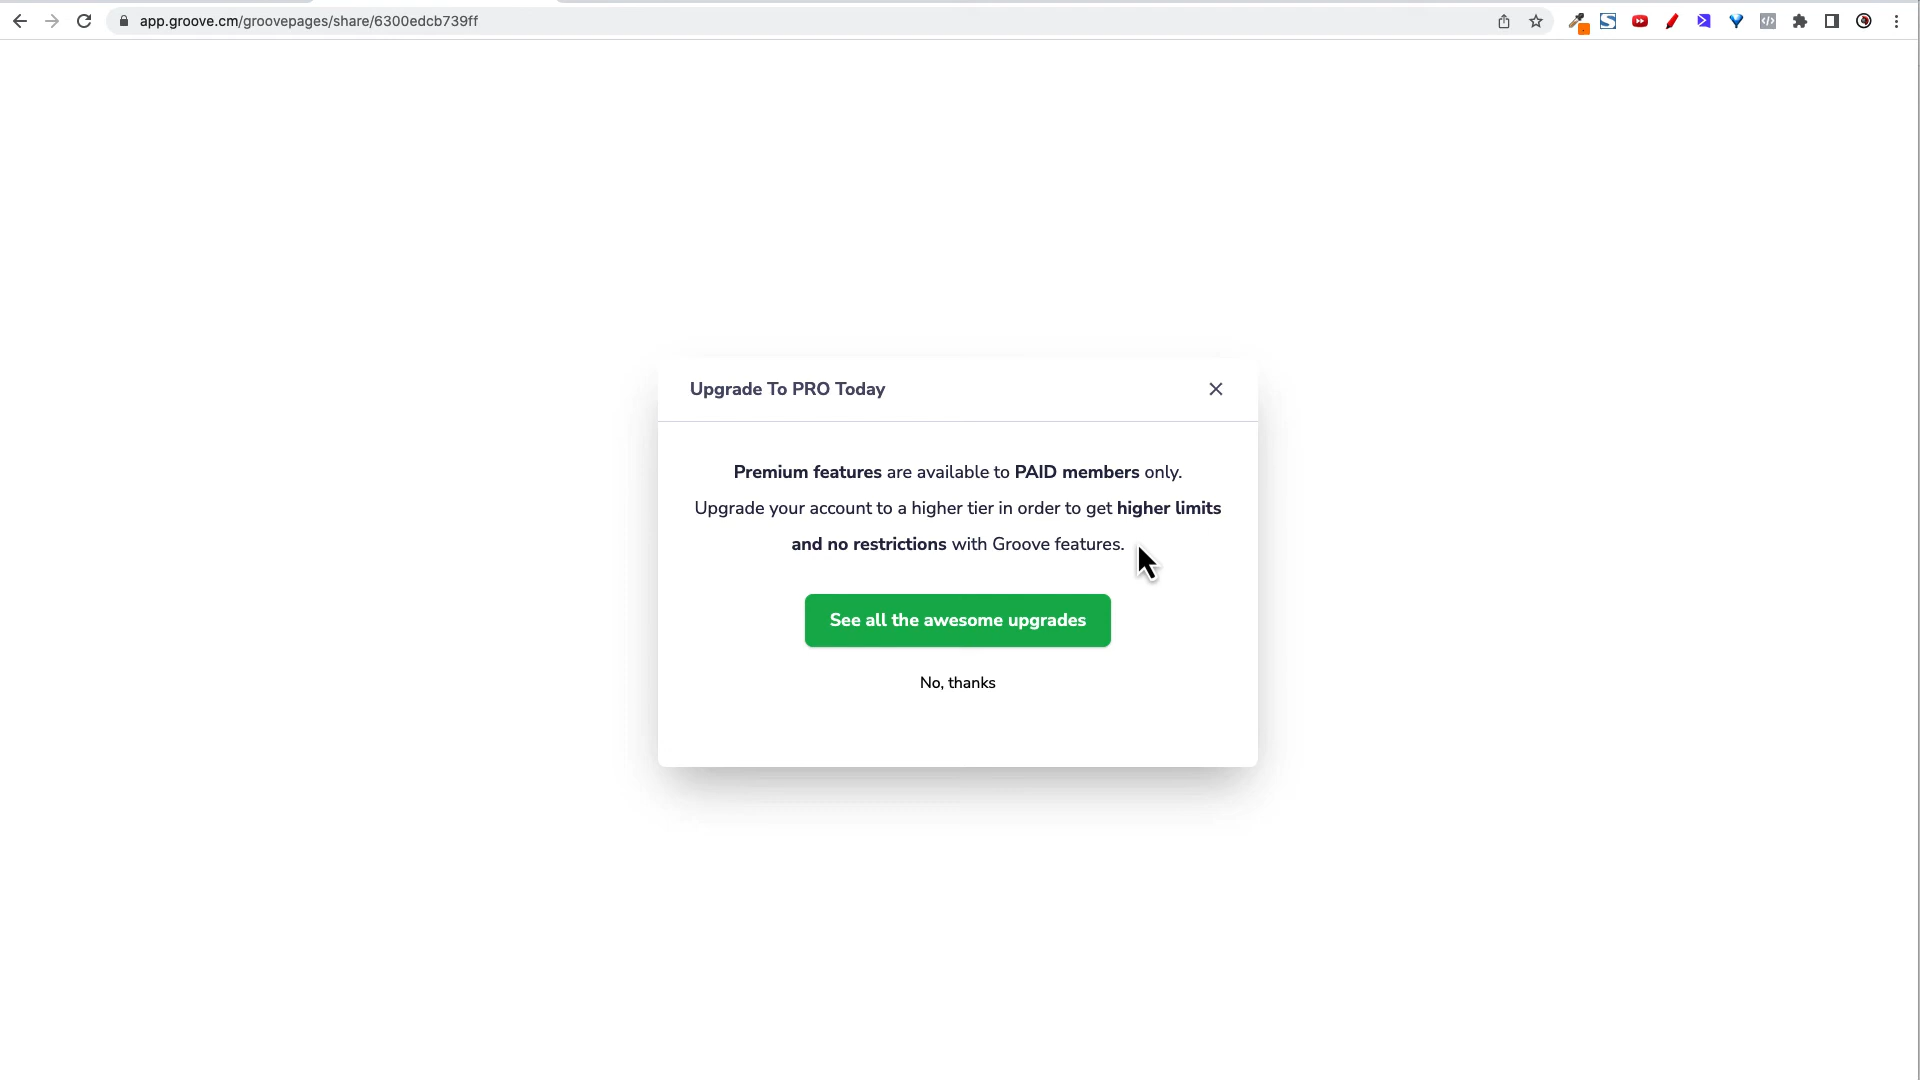 app.groove.cm/groovepages/share/6300edcb739ff
Upgrade To PRO Today
Premium features are available to PAID members only.
Upgrade your account to a higher tier in order to get higher limits
and no restrictions with Groove features.
See all the awesome upgrades
No, thanks